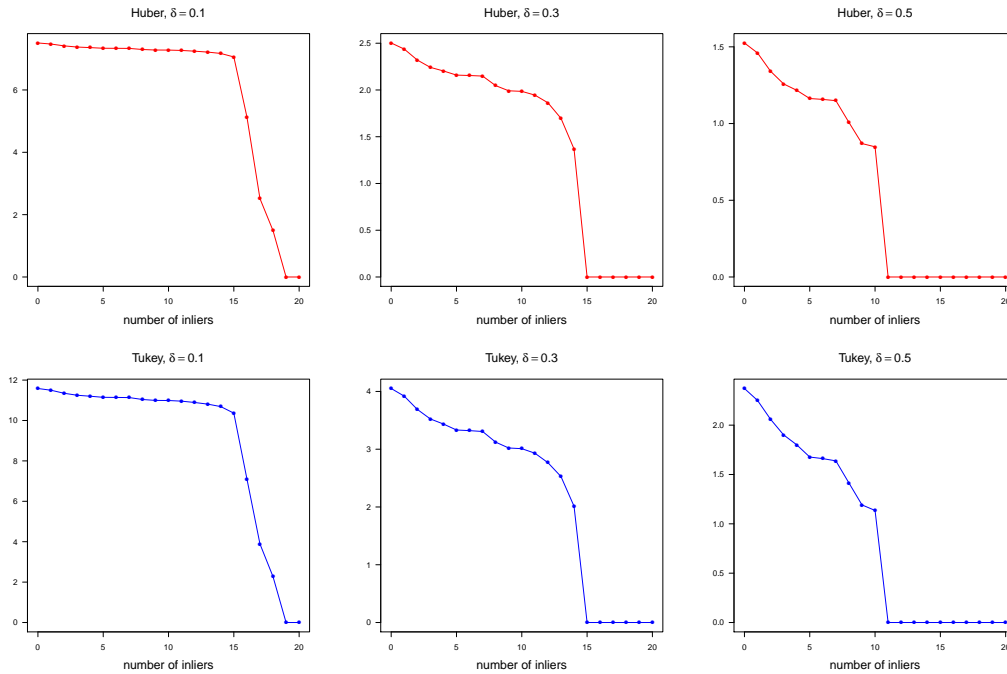 Huber, δ = 0.1
6
4
2
0
0 5 10 15 20
number of inliers
Huber, δ = 0.3
2.5
2.0
1.5
1.0
0.5
0.0
0 5 10 15 20
number of inliers
Huber, δ = 0.5
1.5
1.0
0.5
0.0
0 5 10 15 20
number of inliers
Tukey, δ = 0.1
12
10
8
6
4
2
0
0 5 10 15 20
number of inliers
Tukey, δ = 0.3
4
3
2
1
0
0 5 10 15 20
number of inliers
Tukey, δ = 0.5
2.0
1.5
1.0
0.5
0.0
0 5 10 15 20
number of inliers